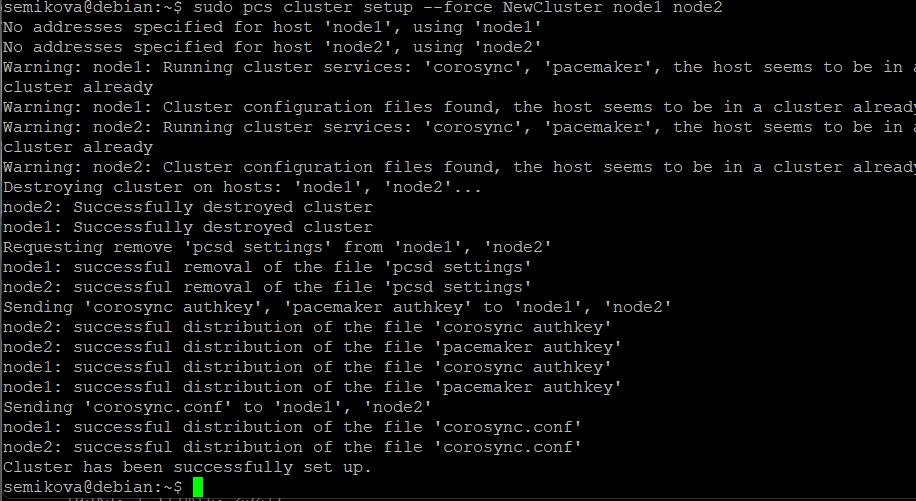 semikova@debian:~$ sudo pcs cluster setup --force NewCluster node1 node2
No addresses specified for host 'node1', using 'node1'
No addresses specified for host 'node2', using 'node2'
Warning: node1: Running cluster services: 'corosync', 'pacemaker', the host seems to be in a
cluster already
Warning: node1: Cluster configuration files found, the host seems to be in a cluster already
Warning: node2: Running cluster services: 'corosync', 'pacemaker', the host seems to be in a
cluster already
Warning: node2: Cluster configuration files found, the host seems to be in a cluster already
Destroying cluster on hosts: 'node1', 'node2'...
node2: Successfully destroyed cluster
node1: Successfully destroyed cluster
Requesting remove 'pcsd settings' from 'node1', 'node2'
node1: successful removal of the file 'pcsd settings'
node2: successful removal of the file 'pcsd settings'
Sending 'corosync authkey', 'pacemaker authkey' to 'node1', 'node2'
node2: successful distribution of the file 'corosync authkey'
node2: successful distribution of the file 'pacemaker authkey'
node1: successful distribution of the file 'corosync authkey'
node1: successful distribution of the file 'pacemaker authkey'
Sending 'corosync.conf' to 'node1', 'node2'
node1: successful distribution of the file 'corosync.conf'
node2: successful distribution of the file 'corosync.conf'
Cluster has been successfully set up.
semikova@debian:~$